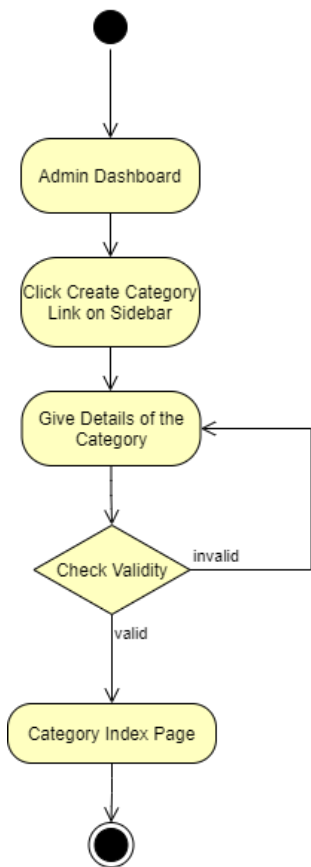 Admin Dashboard
Click Create Category
Link on Sidebar
Give Details of the
Category
invalid
Check Validity
valid
Category Index Page